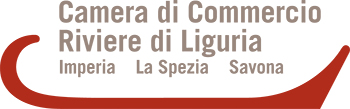 Camera di Commercio
Riviere di Liguria
Imperia La Spezia Savona